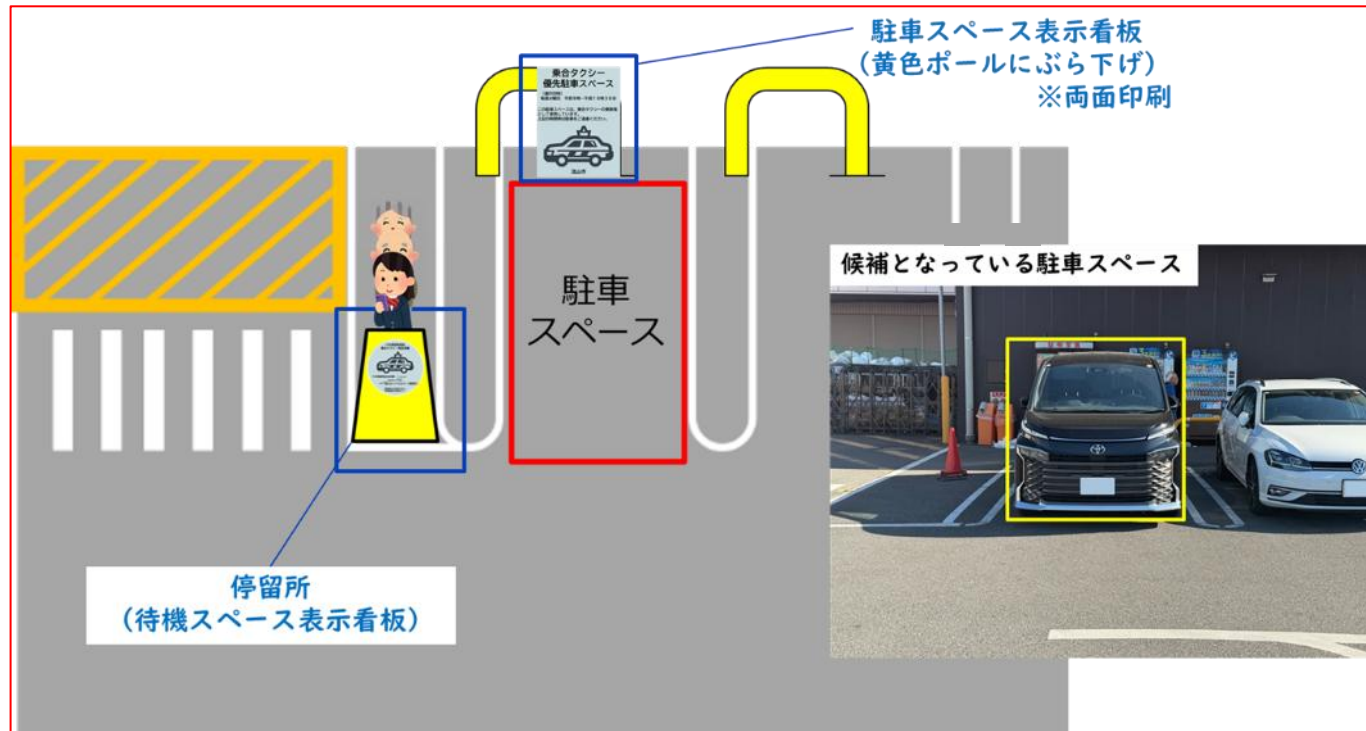 駐車スペース表示看板
(黄色ポールにぶら下げ)
※両面印刷
乗合タクシー
優先駐車スペース
流山市
候補となっている駐車スペース
駐車
スペース
停留所
(待機スペース表示看板)